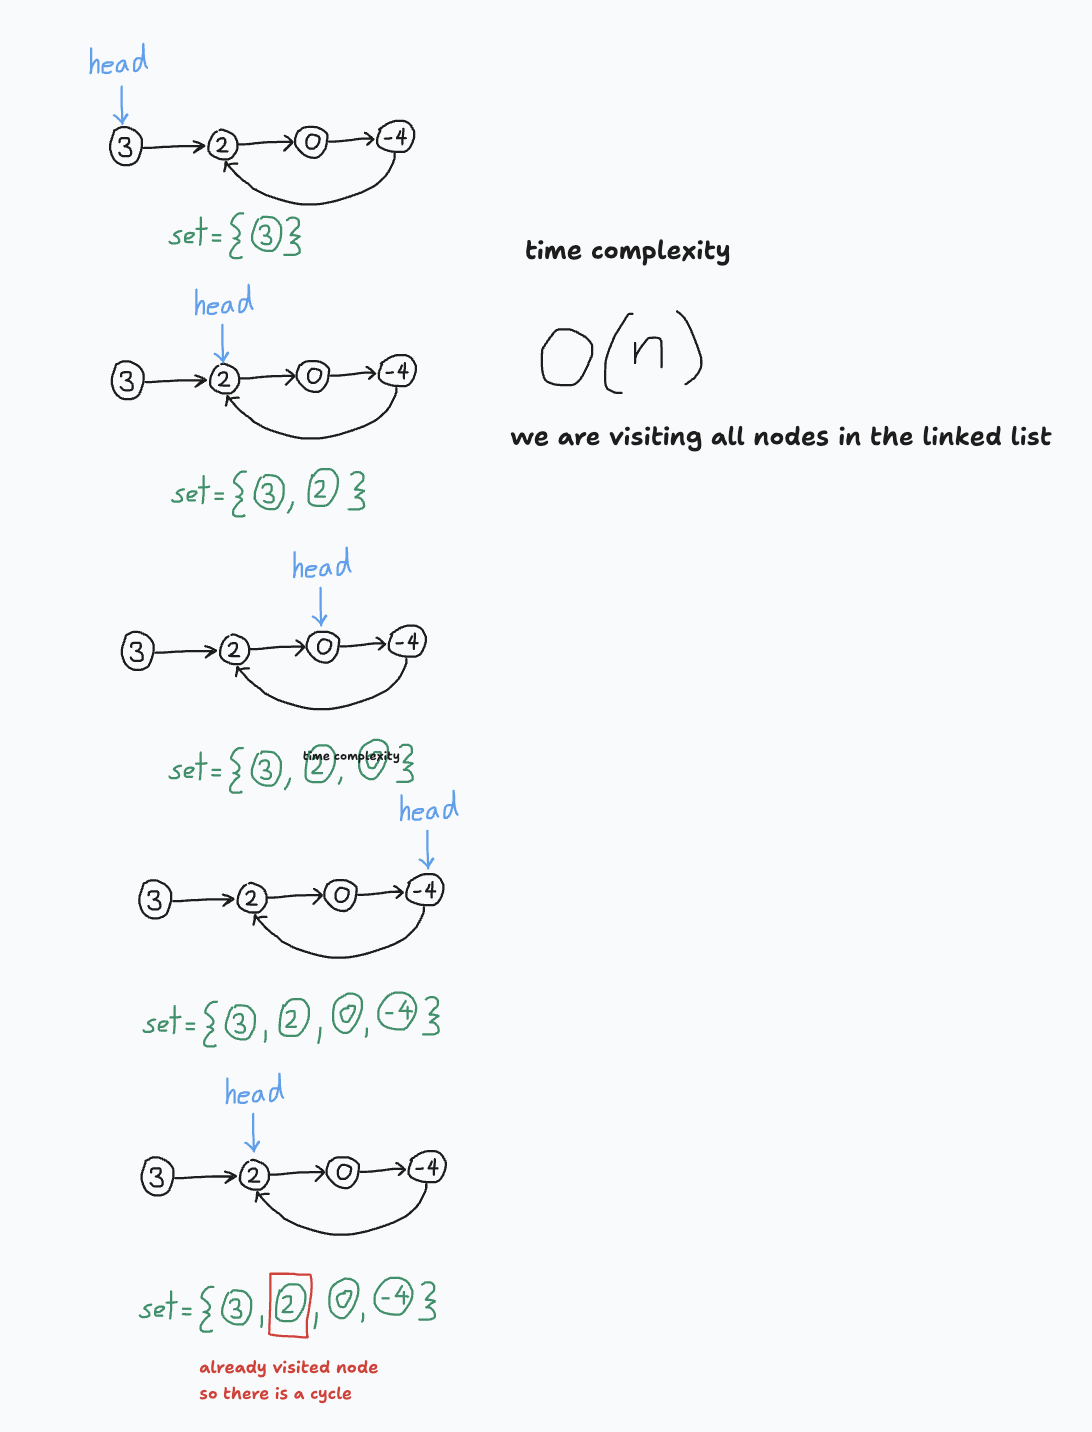 head
3 2 0 -4
set={3}
time complexity
head
O(n)
3 2 0 -4
we are visiting all nodes in the linked list
set={3, 2}
head
3 2 0 -4
set={3, 2, 0}
time complexity
head
3 2 0 -4
set={3, 2, 0, -4}
head
3 2 0 -4
set={3, 2, 0, -4}
already visited node
so there is a cycle